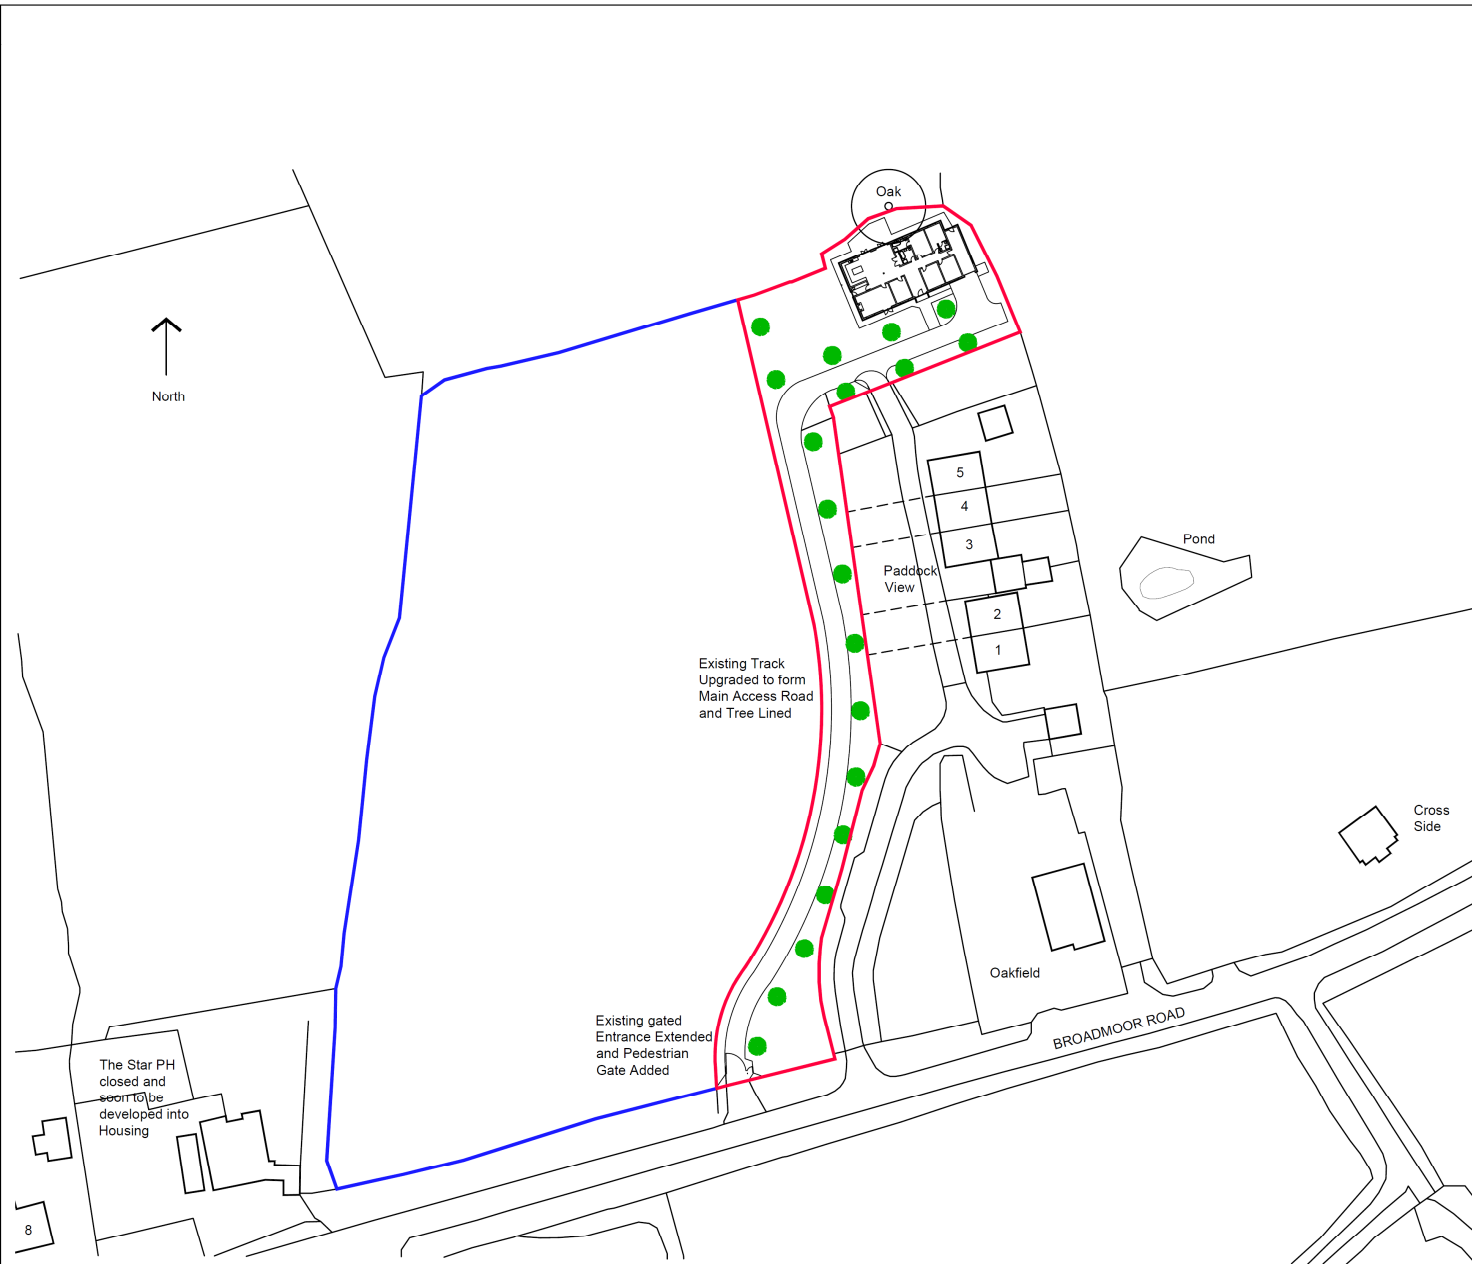 Oak
North
5
4
3
Pond
Paddock
View
2
1
Existing Track
Upgraded to form
Main Access Road
and Tree Lined
Cross
Side
Oakfield
BROADMOOR ROAD
Existing gated
Entrance Extended
and Pedestrian
Gate Added
The Star PH
closed and
soon to be
developed into
Housing
8